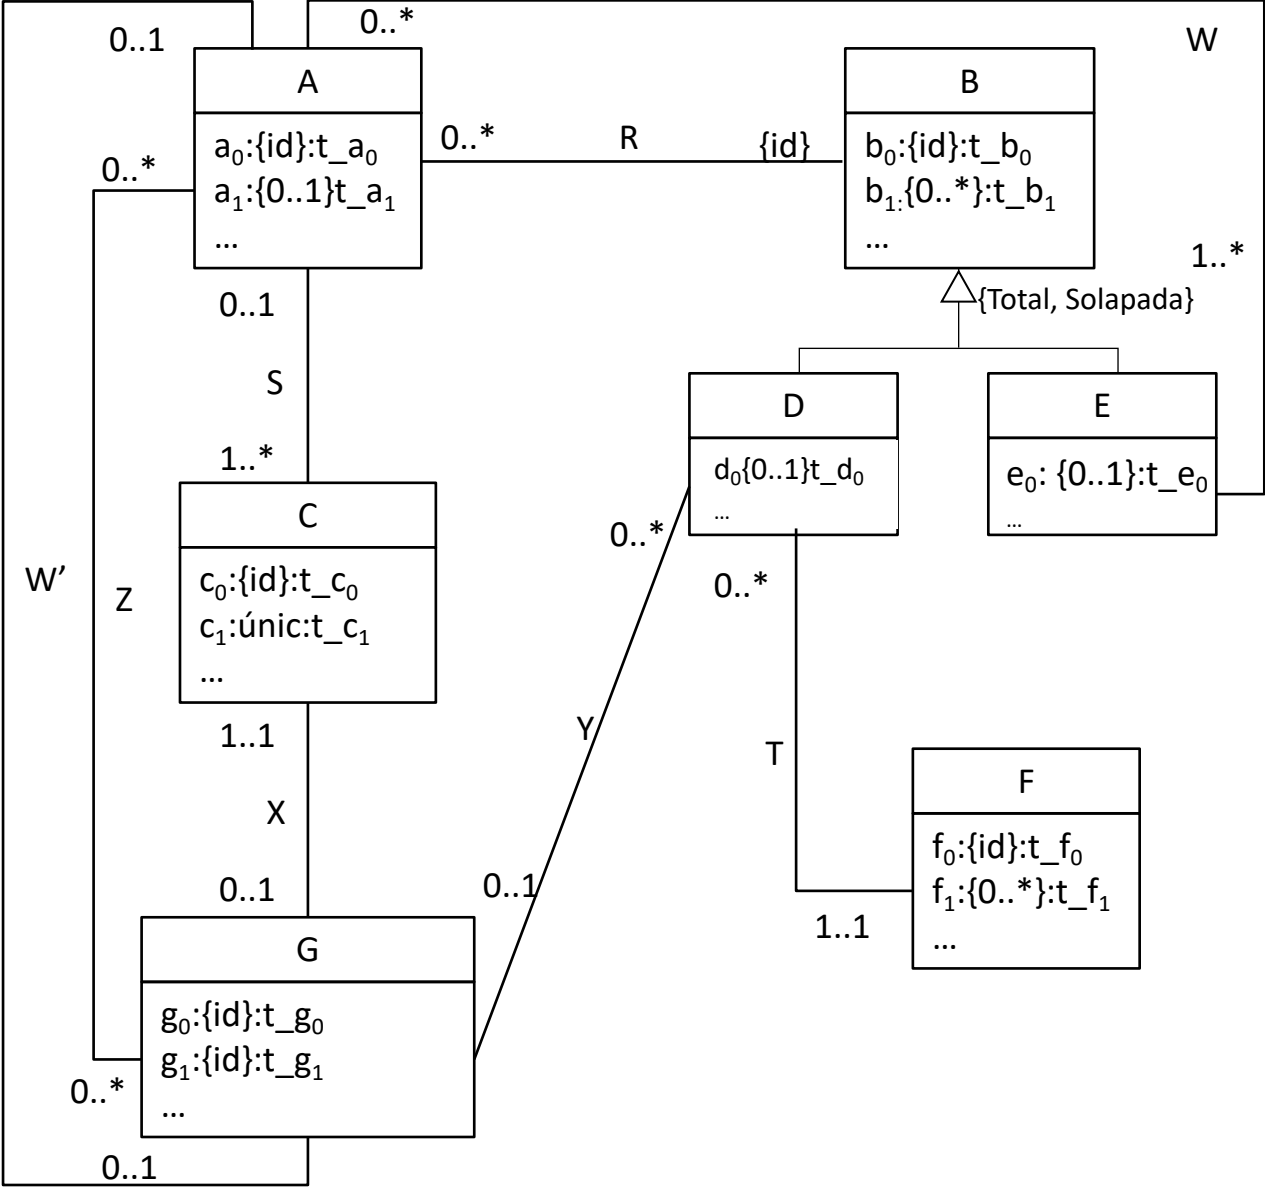 0..1
0..*
W
A
a₀:{id}:t_a₀
a₁:{0..1}t_a₁
...
0..*
0..*
R
{id}
B
b₀:{id}:t_b₀
b₁:{0..*}:t_b₁
...
1..*
{Total, Solapada}
0..1
S
1..*
D
d₀{0..1}t_d₀
...
E
e₀: {0..1}:t_e₀
...
C
c₀:{id}:t_c₀
c₁:únic:t_c₁
...
0..*
0..*
W’
Z
1..1
X
0..1
Y
0..1
T
1..1
F
f₀:{id}:t_f₀
f₁:{0..*}:t_f₁
...
G
g₀:{id}:t_g₀
g₁:{id}:t_g₁
...
0..*
0..1